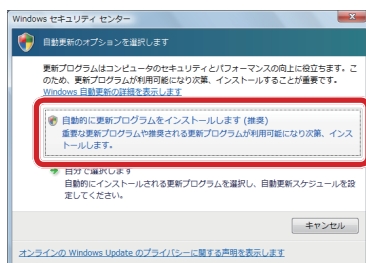 Windows セキュリティ センター
自動更新のオプションを選択します
更新プログラムはコンピュータのセキュリティとパフォーマンスの向上に役立ちます。こ
のため、更新プログラムが利用可能になり次第、インストールすることが重要です。
Windows 自動更新の詳細を表示します
自動的に更新プログラムをインストールします (推奨)
重要な更新プログラムや推奨される更新プログラムが利用可能になり次第、インス
トールします。
自分で選択します
自動的にインストールされる更新プログラムを選択し、自動更新スケジュールを設
定してください。
キャンセル
オンラインの Windows Update のプライバシーに関する声明を表示します